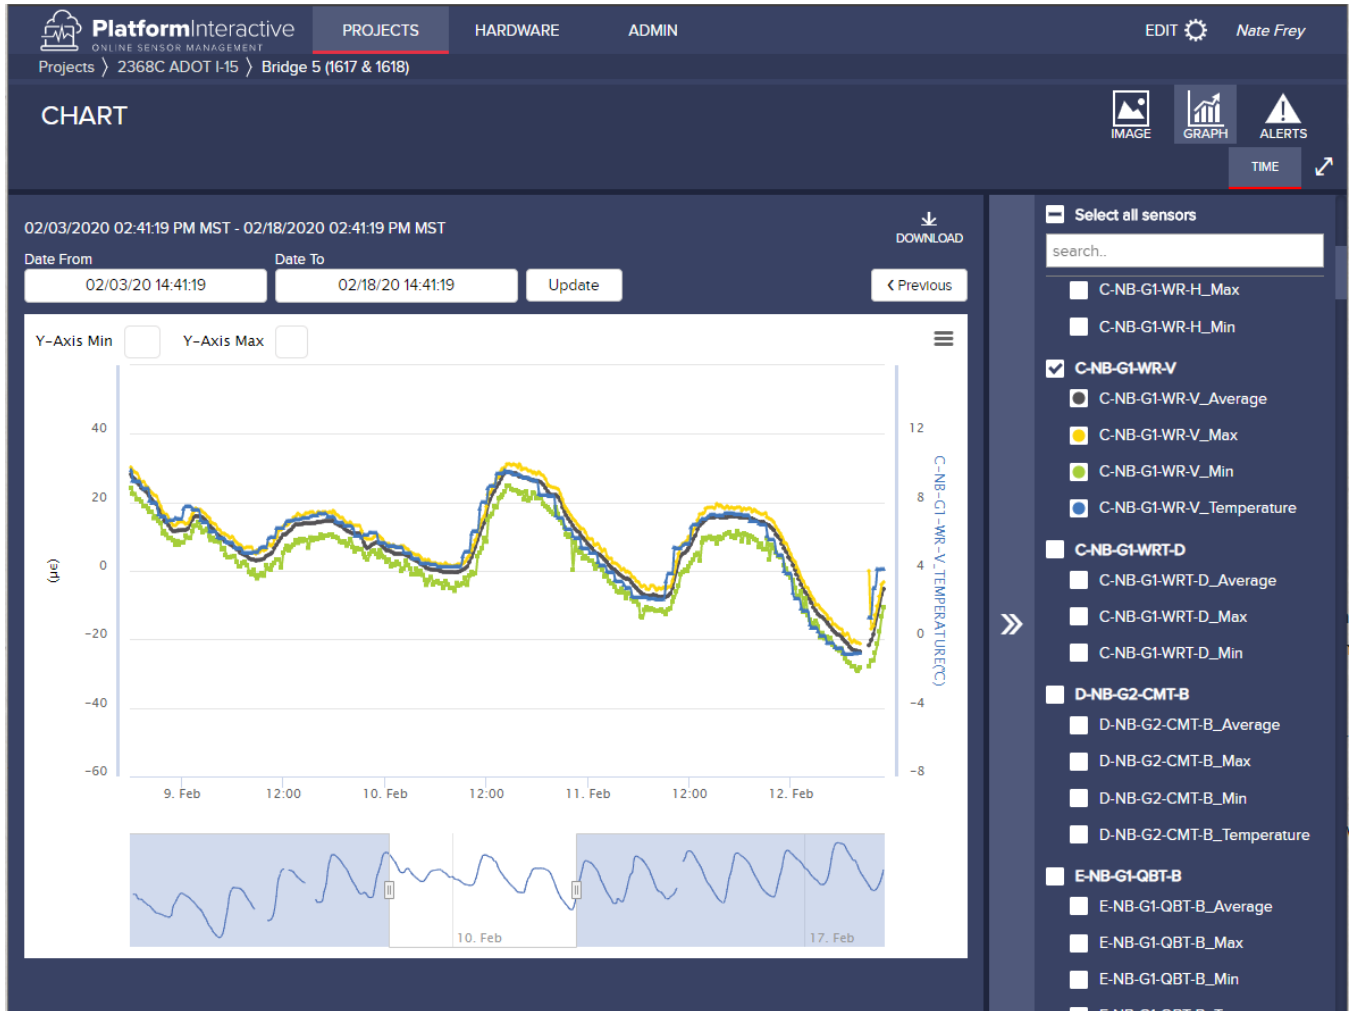 PlatformInteractive
ONLINE SENSOR MANAGEMENT
PROJECTS
HARDWARE
ADMIN
EDIT
Nate Frey
Projects 〉 2368C ADOT I-15 〉 Bridge 5 (1617 & 1618)
CHART
IMAGE
GRAPH
ALERTS
TIME
02/03/2020 02:41:19 PM MST - 02/18/2020 02:41:19 PM MST
DOWNLOAD
Date From
Date To
02/03/20 14:41:19
02/18/20 14:41:19
Update
Previous
Y-Axis Min
Y-Axis Max
40
20
0
-20
-40
-60
(με)
12
8
4
0
-4
-8
C-NB-G1-WR-V_TEMPERATURE(℃)
9. Feb
12:00
10. Feb
12:00
11. Feb
12:00
12. Feb
10. Feb
17. Feb
Select all sensors
search..
C-NB-G1-WR-H_Max
C-NB-G1-WR-H_Min
C-NB-G1-WR-V
C-NB-G1-WR-V_Average
C-NB-G1-WR-V_Max
C-NB-G1-WR-V_Min
C-NB-G1-WR-V_Temperature
C-NB-G1-WRT-D
C-NB-G1-WRT-D_Average
C-NB-G1-WRT-D_Max
C-NB-G1-WRT-D_Min
D-NB-G2-CMT-B
D-NB-G2-CMT-B_Average
D-NB-G2-CMT-B_Max
D-NB-G2-CMT-B_Min
D-NB-G2-CMT-B_Temperature
E-NB-G1-QBT-B
E-NB-G1-QBT-B_Average
E-NB-G1-QBT-B_Max
E-NB-G1-QBT-B_Min